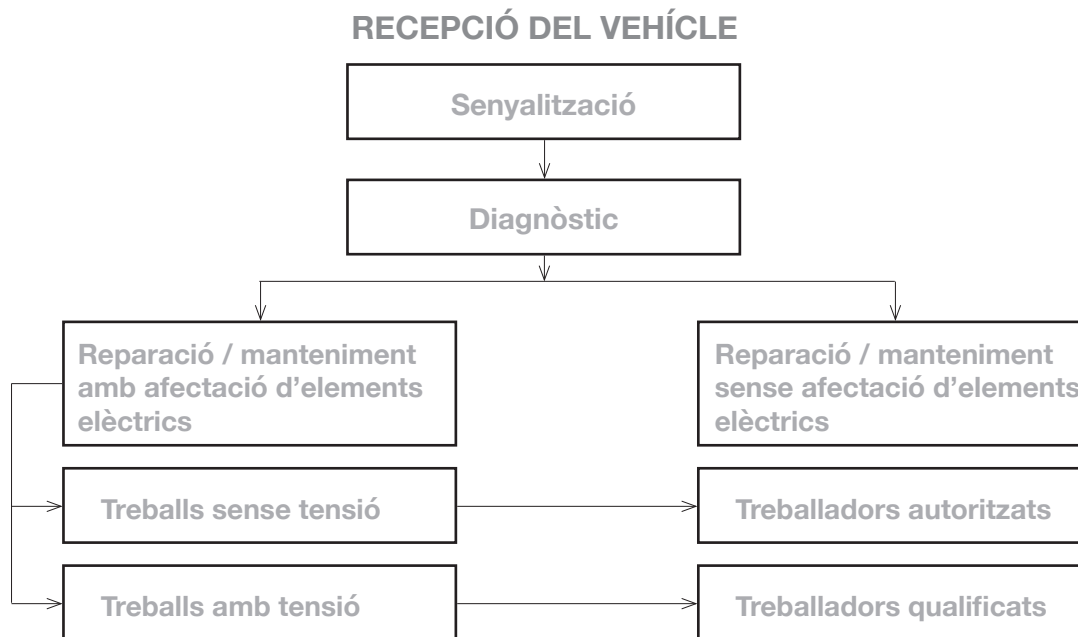 RECEPCIÓ DEL VEHÍCLE
Senyalització
Diagnòstic
Reparació / manteniment
amb afectació d’elements
elèctrics
Reparació / manteniment
sense afectació d’elements
elèctrics
Treballs sense tensió
Treballadors autoritzats
Treballs amb tensió
Treballadors qualificats